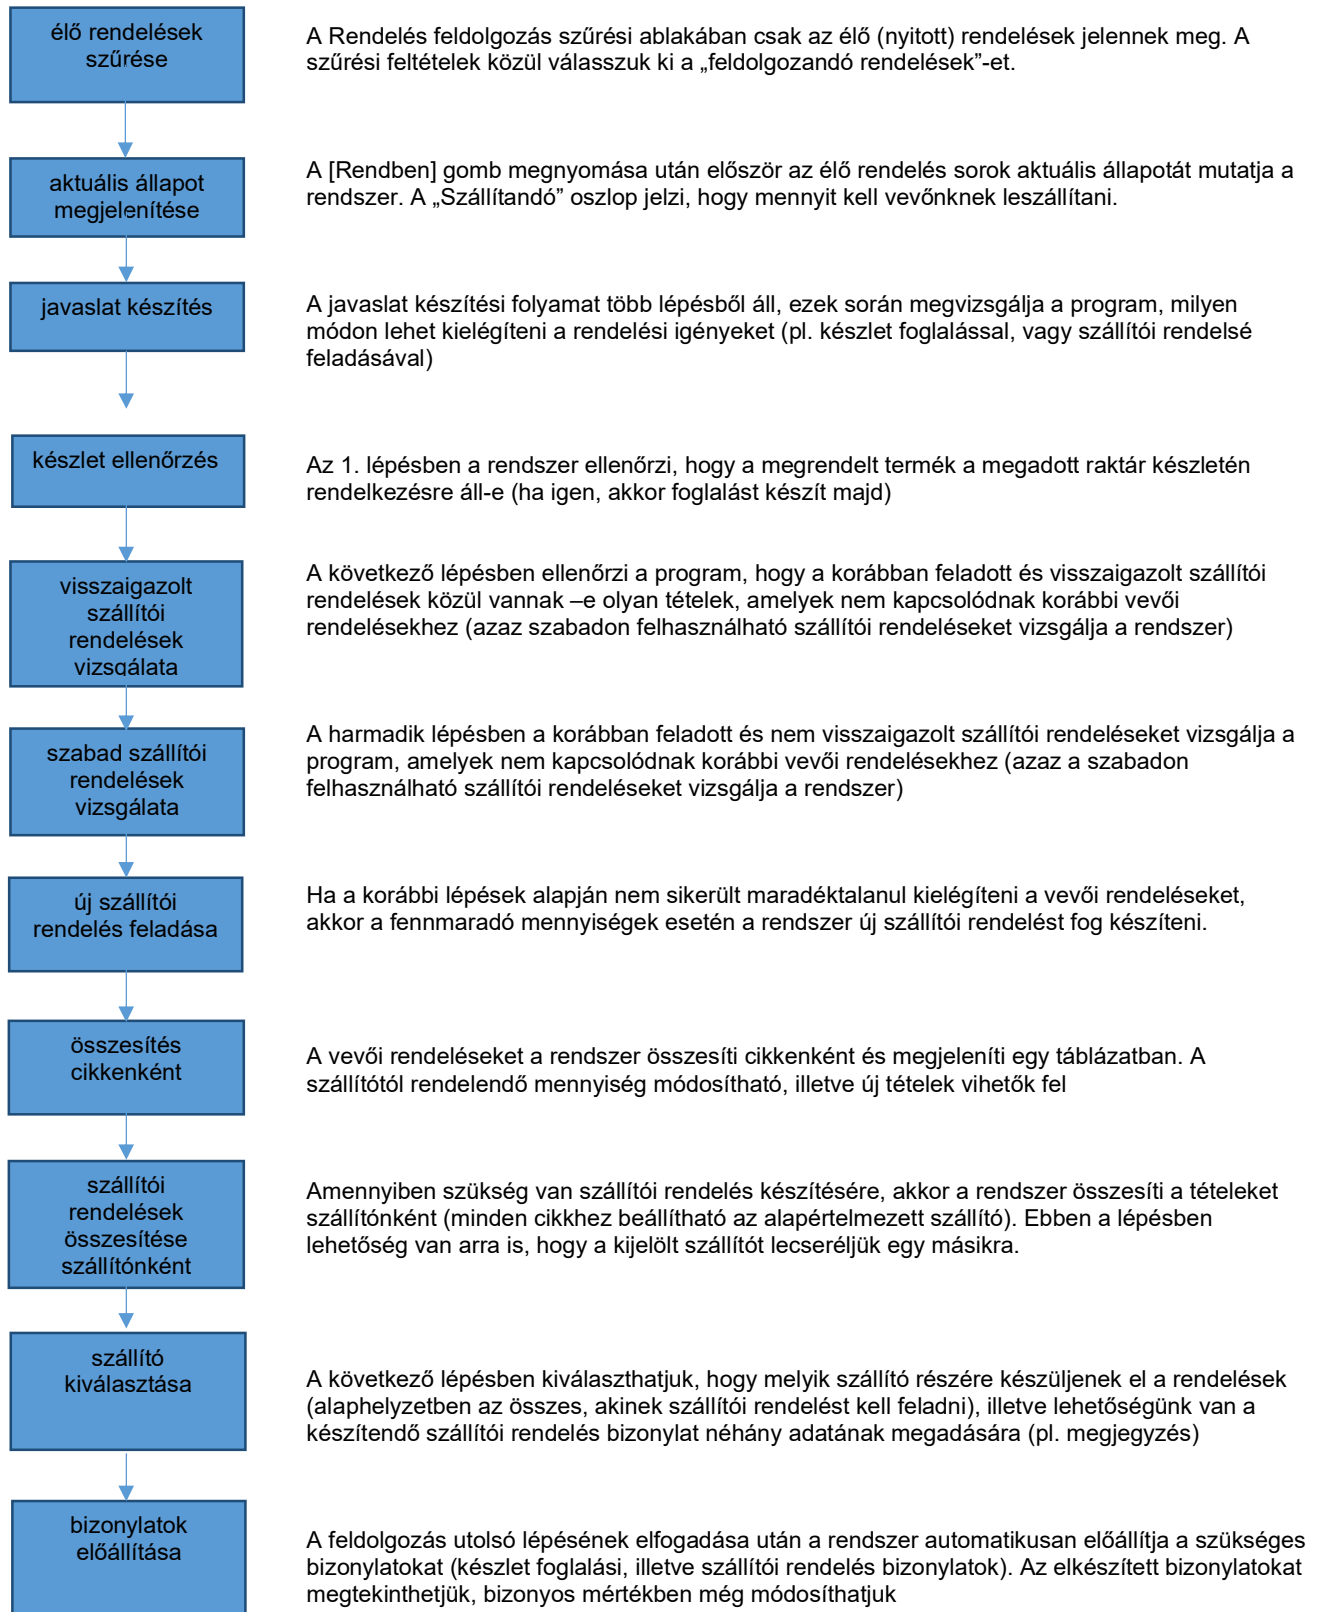 élő rendelések
szűrése
A Rendelés feldolgozás szűrési ablakában csak az élő (nyitott) rendelések jelennek meg. A
szűrési feltételek közül válasszuk ki a „feldolgozandó rendelések”-et.
aktuális állapot
megjelenítése
A [Rendben] gomb megnyomása után először az élő rendelés sorok aktuális állapotát mutatja a
rendszer. A „Szállítandó” oszlop jelzi, hogy mennyit kell vevőnknek leszállítani.
javaslat készítés
A javaslat készítési folyamat több lépésből áll, ezek során megvizsgálja a program, milyen
módon lehet kielégíteni a rendelési igényeket (pl. készlet foglalással, vagy szállítói rendelsé
feladásával)
készlet ellenőrzés
Az 1. lépésben a rendszer ellenőrzi, hogy a megrendelt termék a megadott raktár készletén
rendelkezésre áll-e (ha igen, akkor foglalást készít majd)
visszaigazolt
szállítói
rendelések
vizsgálata
A következő lépésben ellenőrzi a program, hogy a korábban feladott és visszaigazolt szállítói
rendelések közül vannak –e olyan tételek, amelyek nem kapcsolódnak korábbi vevői
rendelésekhez (azaz szabadon felhasználható szállítói rendeléseket vizsgálja a rendszer)
szabad szállítói
rendelések
vizsgálata
A harmadik lépésben a korábban feladott és nem visszaigazolt szállítói rendeléseket vizsgálja a
program, amelyek nem kapcsolódnak korábbi vevői rendelésekhez (azaz a szabadon
felhasználható szállítói rendeléseket vizsgálja a rendszer)
új szállítói
rendelés feladása
Ha a korábbi lépések alapján nem sikerült maradéktalanul kielégíteni a vevői rendeléseket,
akkor a fennmaradó mennyiségek esetén a rendszer új szállítói rendelést fog készíteni.
összesítés
cikkenként
A vevői rendeléseket a rendszer összesíti cikkenként és megjeleníti egy táblázatban. A
szállítótól rendelendő mennyiség módosítható, illetve új tételek vihetők fel
szállítói
rendelések
összesítése
szállítónként
Amennyiben szükség van szállítói rendelés készítésére, akkor a rendszer összesíti a tételeket
szállítónként (minden cikkhez beállítható az alapértelmezett szállító). Ebben a lépésben
lehetőség van arra is, hogy a kijelölt szállítót lecseréljük egy másikra.
szállító
kiválasztása
A következő lépésben kiválaszthatjuk, hogy melyik szállító részére készüljenek el a rendelések
(alaphelyzetben az összes, akinek szállítói rendelést kell feladni), illetve lehetőségünk van a
készítendő szállítói rendelés bizonylat néhány adatának megadására (pl. megjegyzés)
bizonylatok
előállítása
A feldolgozás utolsó lépésének elfogadása után a rendszer automatikusan előállítja a szükséges
bizonylatokat (készlet foglalási, illetve szállítói rendelés bizonylatok). Az elkészített bizonylatokat
megtekinthetjük, bizonyos mértékben még módosíthatjuk